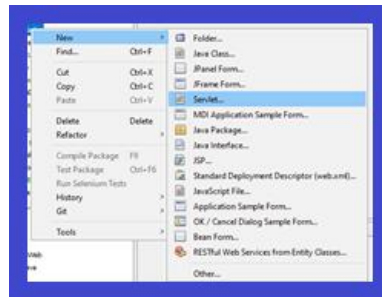 New
Find... Ctrl+F
Cut Ctrl+X
Copy Ctrl+C
Paste Ctrl+V
Delete Delete
Refactor
Compile Package F9
Test Package Ctrl+F6
Run Selenium Tests
History
Git
Tools
Folder...
Java Class...
JPanel Form...
JFrame Form...
Servlet...
MDI Application Sample Form...
Java Package...
Java Interface...
JSP...
Standard Deployment Descriptor (web.xml)...
JavaScript File...
Application Sample Form...
OK / Cancel Dialog Sample Form...
Bean Form...
RESTful Web Services from Entity Classes...
Other...